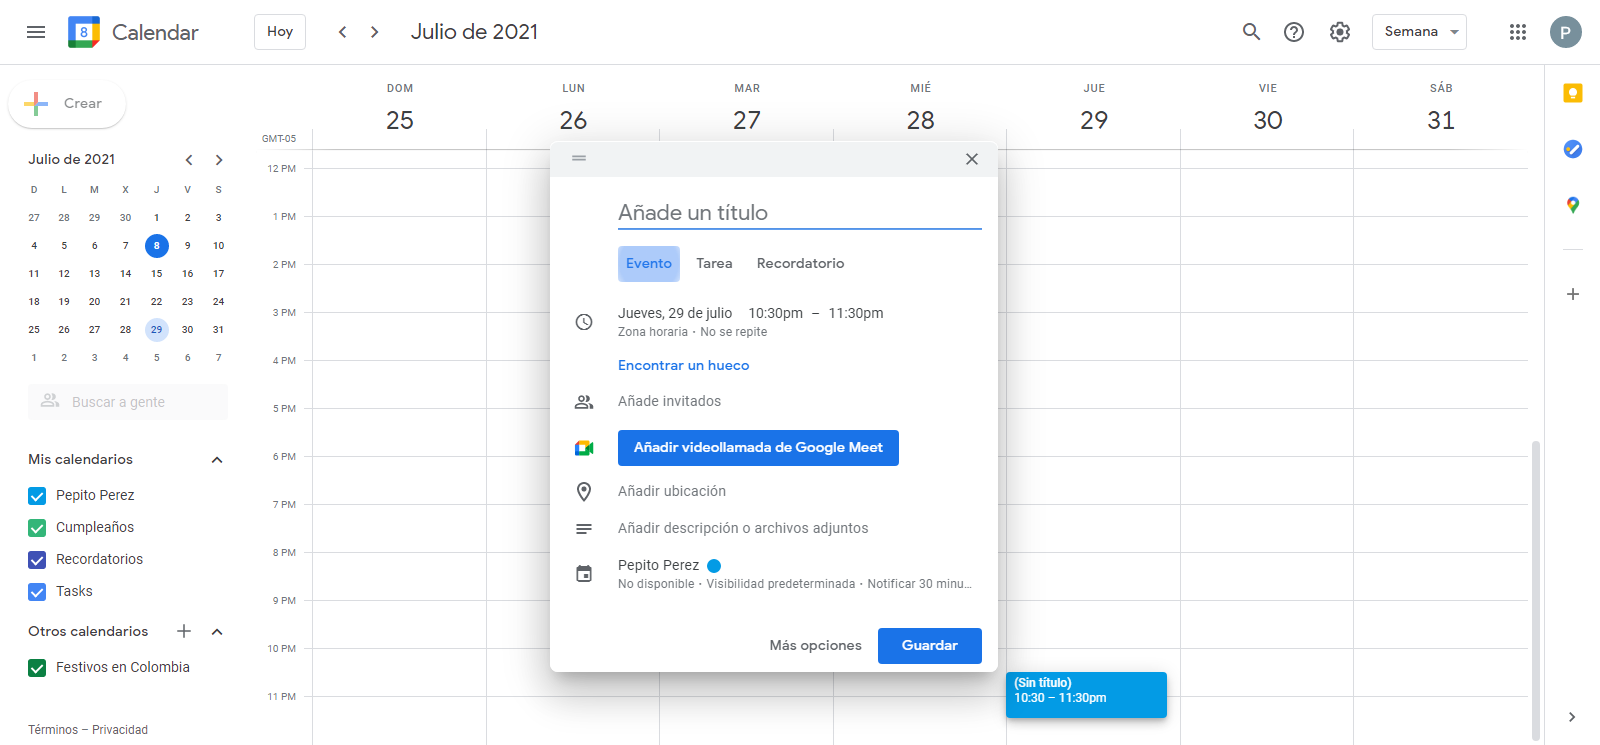 8 Calendar Hoy Julio de 2021 Semana P
Crear
Julio de 2021
D L M X J V S
27 28 29 30 1 2 3
4 5 6 7 8 9 10
11 12 13 14 15 16 17
18 19 20 21 22 23 24
25 26 27 28 29 30 31
1 2 3 4 5 6 7
Buscar a gente
Mis calendarios
Pepito Perez
Cumpleaños
Recordatorios
Tasks
Otros calendarios
Festivos en Colombia
Términos – Privacidad
DOM LUN MAR MIÉ JUE VIE SÁB
25 26 27 28 29 30 31
GMT-05
12 PM
1 PM
2 PM
3 PM
4 PM
5 PM
6 PM
7 PM
8 PM
9 PM
10 PM
11 PM
Añade un título
Evento Tarea Recordatorio
Jueves, 29 de julio 10:30pm – 11:30pm
Zona horaria • No se repite
Encontrar un hueco
Añade invitados
Añadir videollamada de Google Meet
Añadir ubicación
Añadir descripción o archivos adjuntos
Pepito Perez
No disponible • Visibilidad predeterminada • Notificar 30 minu...
Más opciones Guardar
(Sin título)
10:30 – 11:30pm